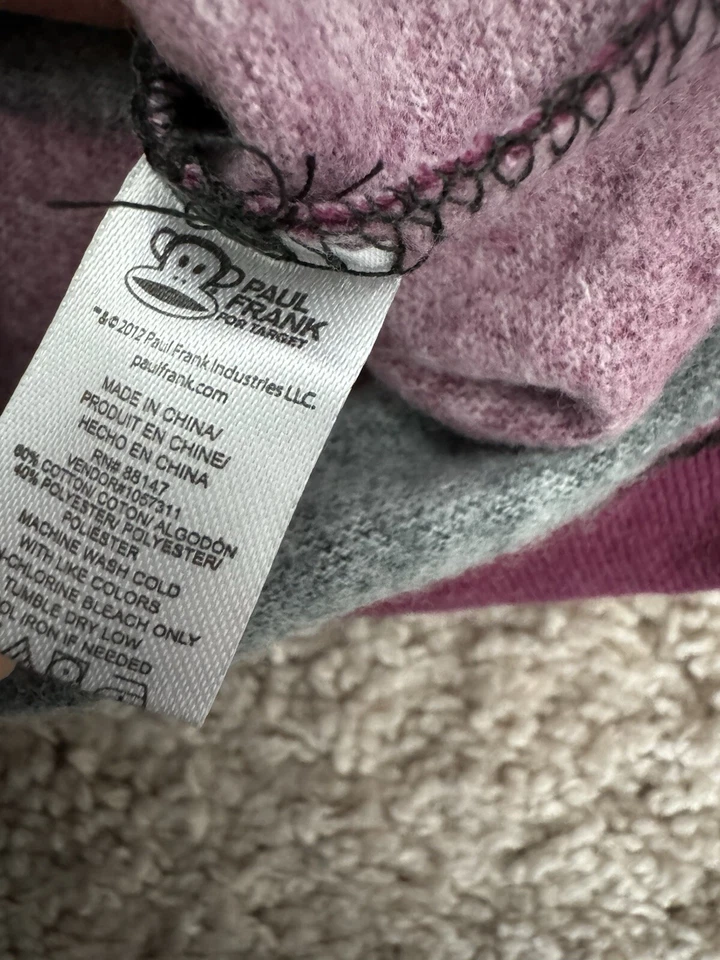 PAUL
FRANK
FOR TARGET
™&©2012 Paul Frank Industries LLC.
paulfrank.com
MADE IN CHINA/
PRODUIT EN CHINE/
HECHO EN CHINA
RN# 88147
VENDOR#1057311
60% COTTON/ COTON/ ALGODÓN
40% POLYESTER/ POLYESTER/
POLIESTER
MACHINE WASH COLD
WITH LIKE COLORS
N-CHLORINE BLEACH ONLY
TUMBLE DRY LOW
OL IRON IF NEEDED